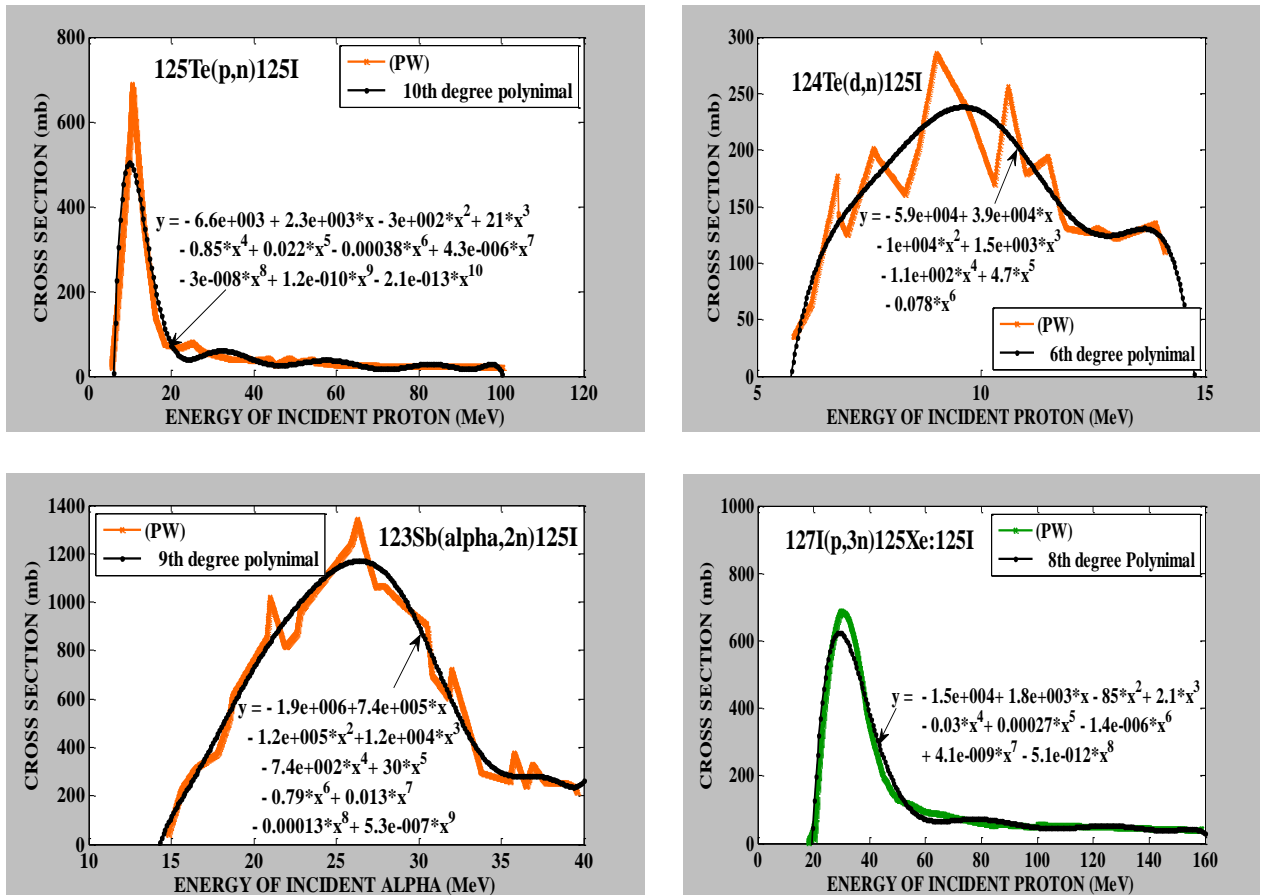 125Te(p,n)125I
(PW)
10th degree polynimal
y = - 6.6e+003 + 2.3e+003*x - 3e+002*x^2 + 21*x^3
- 0.85*x^4 + 0.022*x^5 - 0.00038*x^6 + 4.3e-006*x^7
- 3e-008*x^8 + 1.2e-010*x^9 - 2.1e-013*x^10
CROSS SECTION (mb)
800
600
400
200
0
0 20 40 60 80 100 120
ENERGY OF INCIDENT PROTON (MeV)
124Te(d,n)125I
y = - 5.9e+004 + 3.9e+004*x
- 1e+004*x^2 + 1.5e+003*x^3
- 1.1e+002*x^4 + 4.7*x^5
- 0.078*x^6
(PW)
6th degree polynimal
CROSS SECTION (mb)
300
250
200
150
100
50
0
5 10 15
ENERGY OF INCIDENT PROTON (MeV)
(PW)
9th degree polynimal
123Sb(alpha,2n)125I
y = - 1.9e+006+7.4e+005*x
- 1.2e+005*x^2 +1.2e+004*x^3
- 7.4e+002*x^4 + 30*x^5
- 0.79*x^6 + 0.013*x^7
- 0.00013*x^8 + 5.3e-007*x^9
CROSS SECTION (mb)
1400
1200
1000
800
600
400
200
0
10 15 20 25 30 35 40
ENERGY OF INCIDENT ALPHA (MeV)
127I(p,3n)125Xe:125I
(PW)
8th degree Polynimal
y = - 1.5e+004 + 1.8e+003*x - 85*x^2 + 2.1*x^3
- 0.03*x^4 + 0.00027*x^5 - 1.4e-006*x^6
+ 4.1e-009*x^7 - 5.1e-012*x^8
CROSS SECTION (mb)
1000
800
600
400
200
0
0 20 40 60 80 100 120 140 160
ENERGY OF INCIDENT PROTON (MeV)